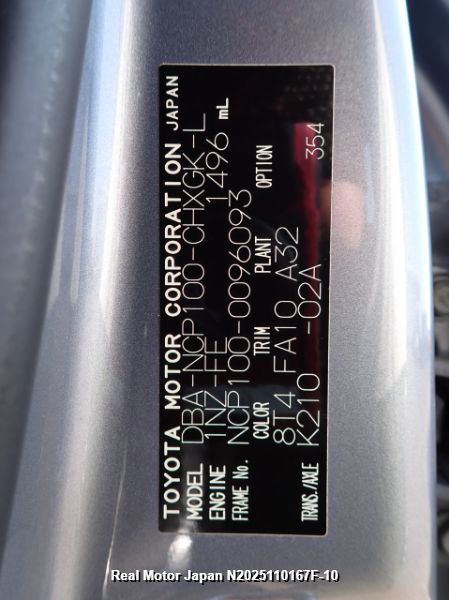 TOYOTA MOTOR CORPORATION JAPAN
MODEL DBA-NCP100-CHXGK-L
ENGINE 1NZ-FE 1496 mL
FRAME No. NCP100-0096093
COLOR TRIM PLANT OPTION
8T4 FA10 A32 354
TRANS./AXLE K210 -02A
Real Motor Japan N2025110167F-10